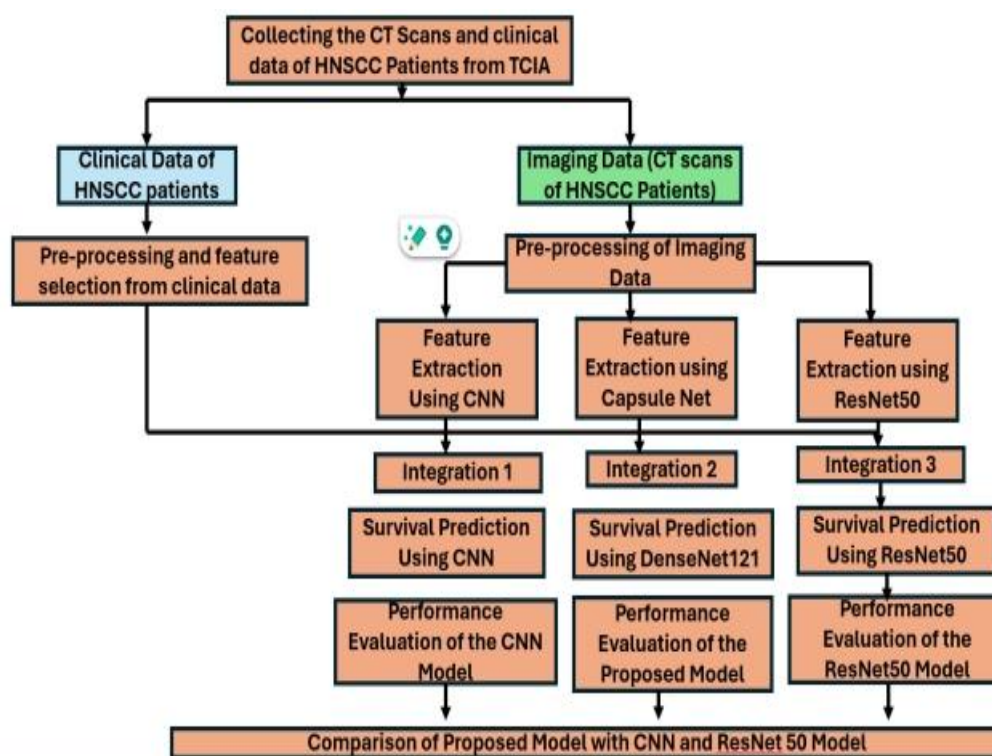 Collecting the CT Scans and clinical
data of HNSCC Patients from TCIA
Clinical Data of
HNSCC patients
Imaging Data (CT scans
of HNSCC Patients)
Pre-processing and feature
selection from clinical data
Pre-processing of Imaging
Data
Feature
Extraction
Using CNN
Feature
Extraction using
Capsule Net
Feature
Extraction using
ResNet50
Integration 1
Integration 2
Integration 3
Survival Prediction
Using CNN
Survival Prediction
Using DenseNet121
Survival Prediction
Using ResNet50
Performance
Evaluation of the CNN
Model
Performance
Evaluation of the
Proposed Model
Performance
Evaluation of the
ResNet50 Model
Comparison of Proposed Model with CNN and ResNet 50 Model